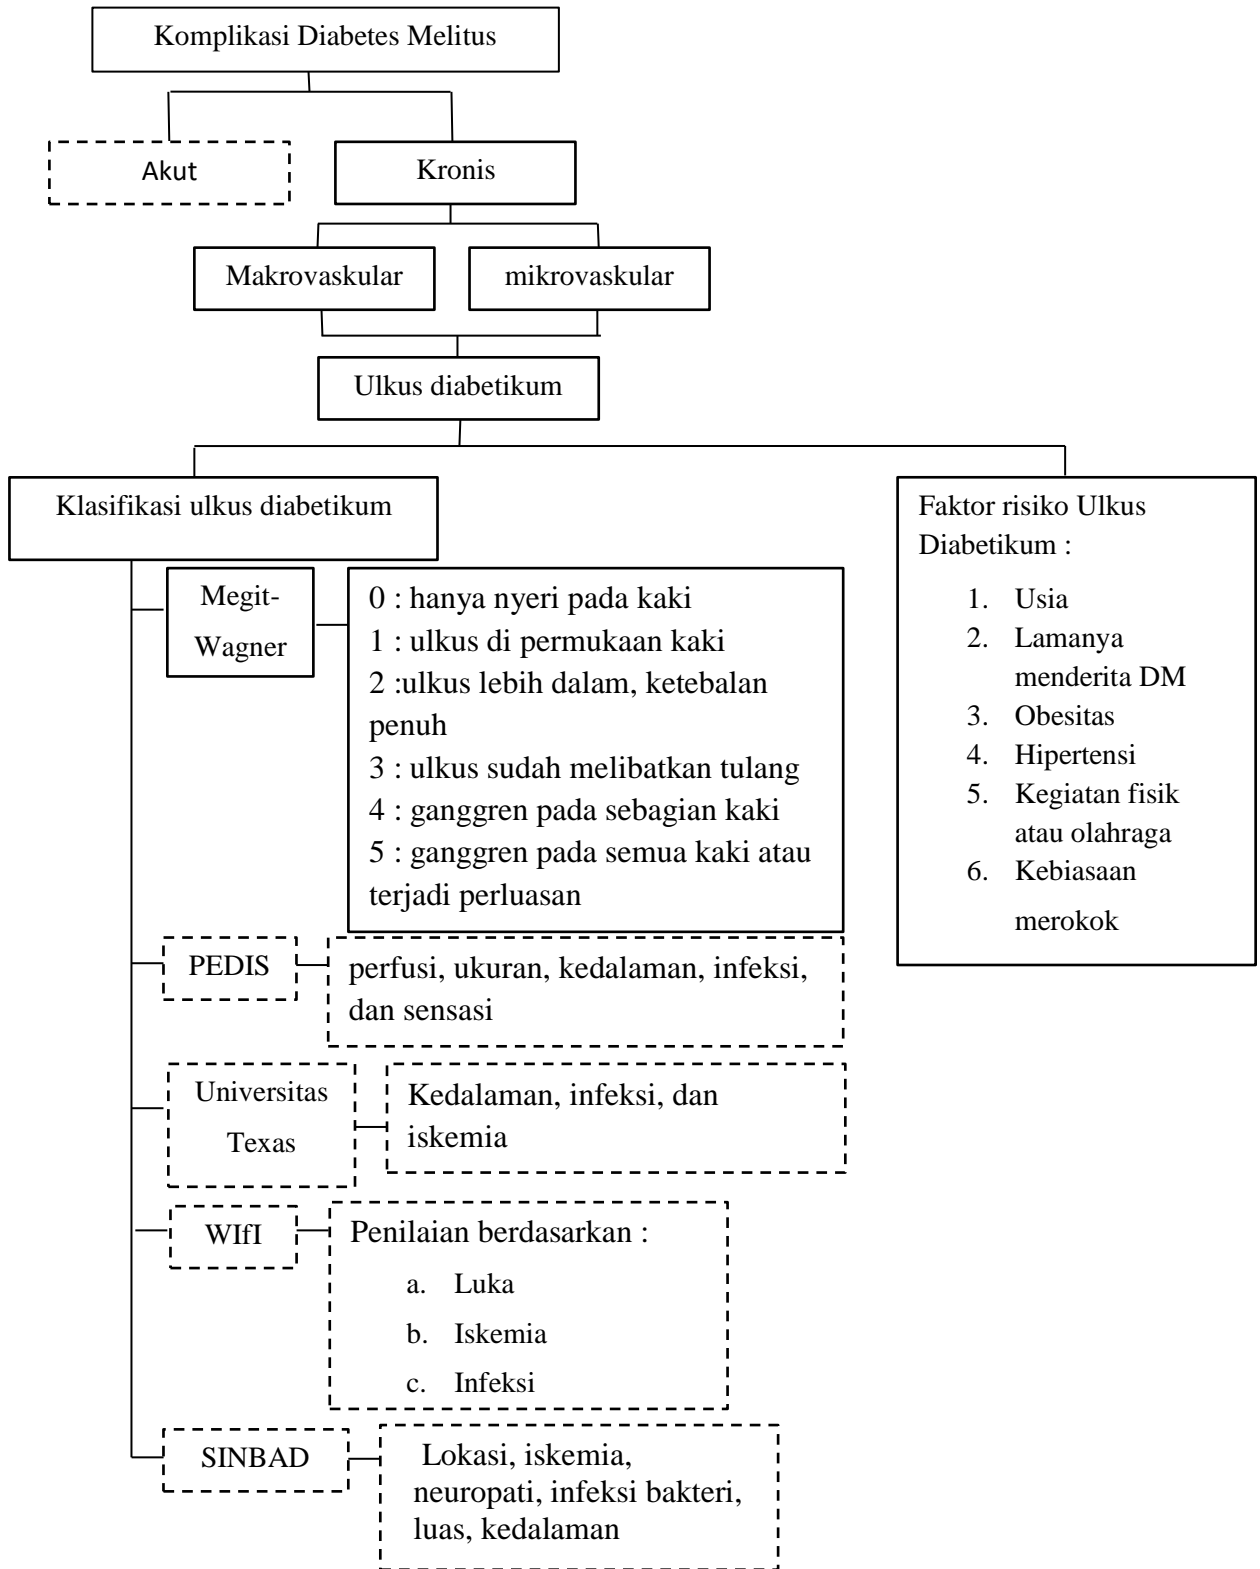 Komplikasi Diabetes Melitus
Akut
Kronis
Makrovaskular
mikrovaskular
Ulkus diabetikum
Klasifikasi ulkus diabetikum
Megit-
Wagner
0 : hanya nyeri pada kaki
1 : ulkus di permukaan kaki
2 :ulkus lebih dalam, ketebalan
penuh
3 : ulkus sudah melibatkan tulang
4 : ganggren pada sebagian kaki
5 : ganggren pada semua kaki atau
terjadi perluasan
PEDIS
perfusi, ukuran, kedalaman, infeksi,
dan sensasi
Universitas
Texas
Kedalaman, infeksi, dan
iskemia
WIfI
Penilaian berdasarkan :
a. Luka
b. Iskemia
c. Infeksi
SINBAD
Lokasi, iskemia,
neuropati, infeksi bakteri,
luas, kedalaman
Faktor risiko Ulkus
Diabetikum :
1. Usia
2. Lamanya
menderita DM
3. Obesitas
4. Hipertensi
5. Kegiatan fisik
atau olahraga
6. Kebiasaan
merokok